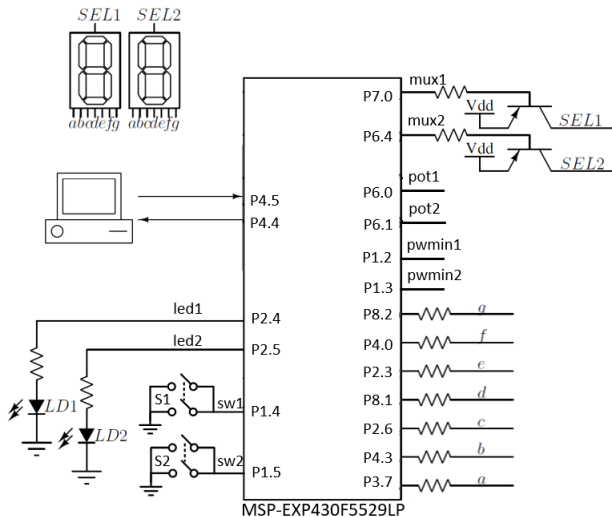 SEL1 SEL2
abcdefg abcdefg
mux1
P7.0
Vdd
SEL1
mux2
P6.4
Vdd
SEL2
pot1
P6.0
P4.5
pot2
P4.4
P6.1
pwmin1
P1.2
pwmin2
P1.3
led1
P2.4
P8.2
g
led2
P2.5
P4.0
f
P2.3
e
P8.1
d
S1
sw1
LD1
P1.4
P2.6
c
LD2
P4.3
b
S2
sw2
P1.5
P3.7
a
MSP-EXP430F5529LP